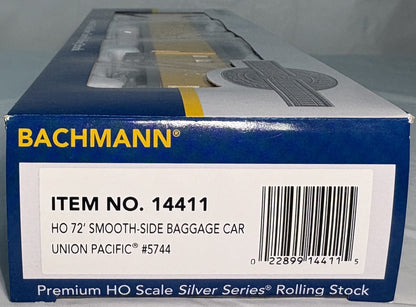 BACHMANN®
ITEM NO. 14411
HO 72' SMOOTH-SIDE BAGGAGE CAR
UNION PACIFIC® #5744
0 22899 14411 5
Premium HO Scale Silver Series® Rolling Stock